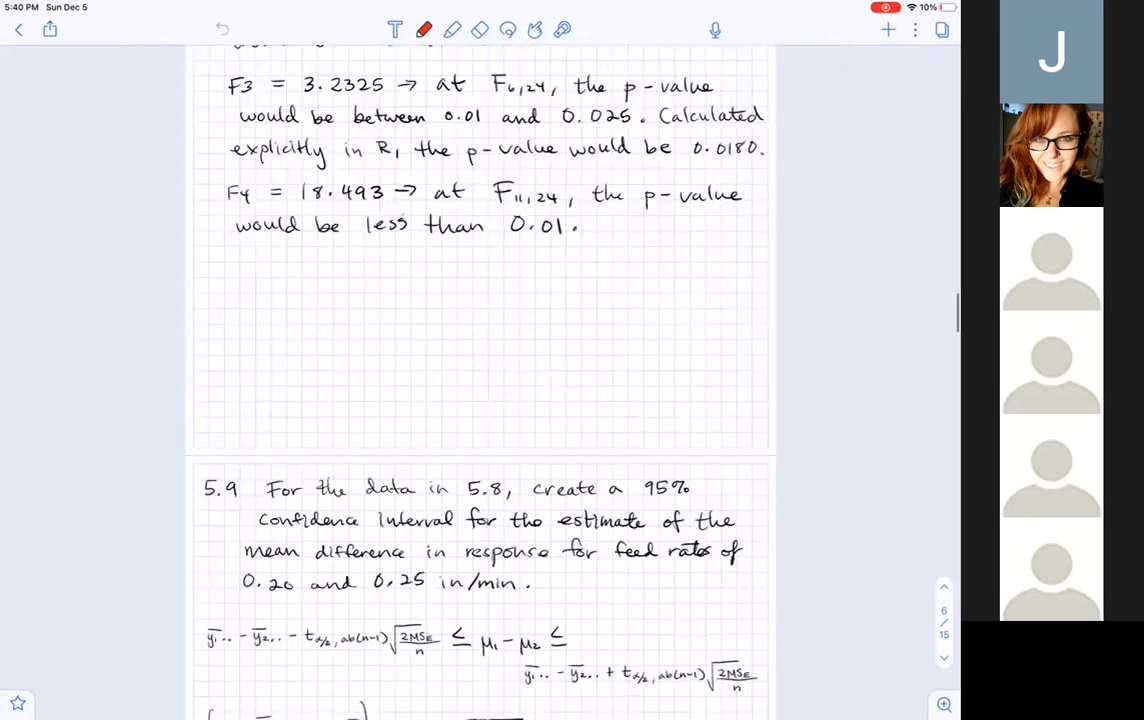 5:40 PM Sun Dec 5
10%
F3 = 3.2325 → at F6,24, the p-value
would be between 0.01 and 0.025. Calculated
explicitly in R, the p-value would be 0.0180.
F4 = 18.493 → at F11,24, the p-value
would be less than 0.01.
5.9 For the data in 5.8, create a 95%
confidence interval for the estimate of the
mean difference in response for feed rates of
0.20 and 0.25 in/min.
ȳ1.. - ȳ2.. - tα/2, ab(n-1) √(2MSE/n) ≤ μ1 - μ2 ≤
ȳ1.. - ȳ2.. + tα/2, ab(n-1) √(2MSE/n)
6
/
15
J
T